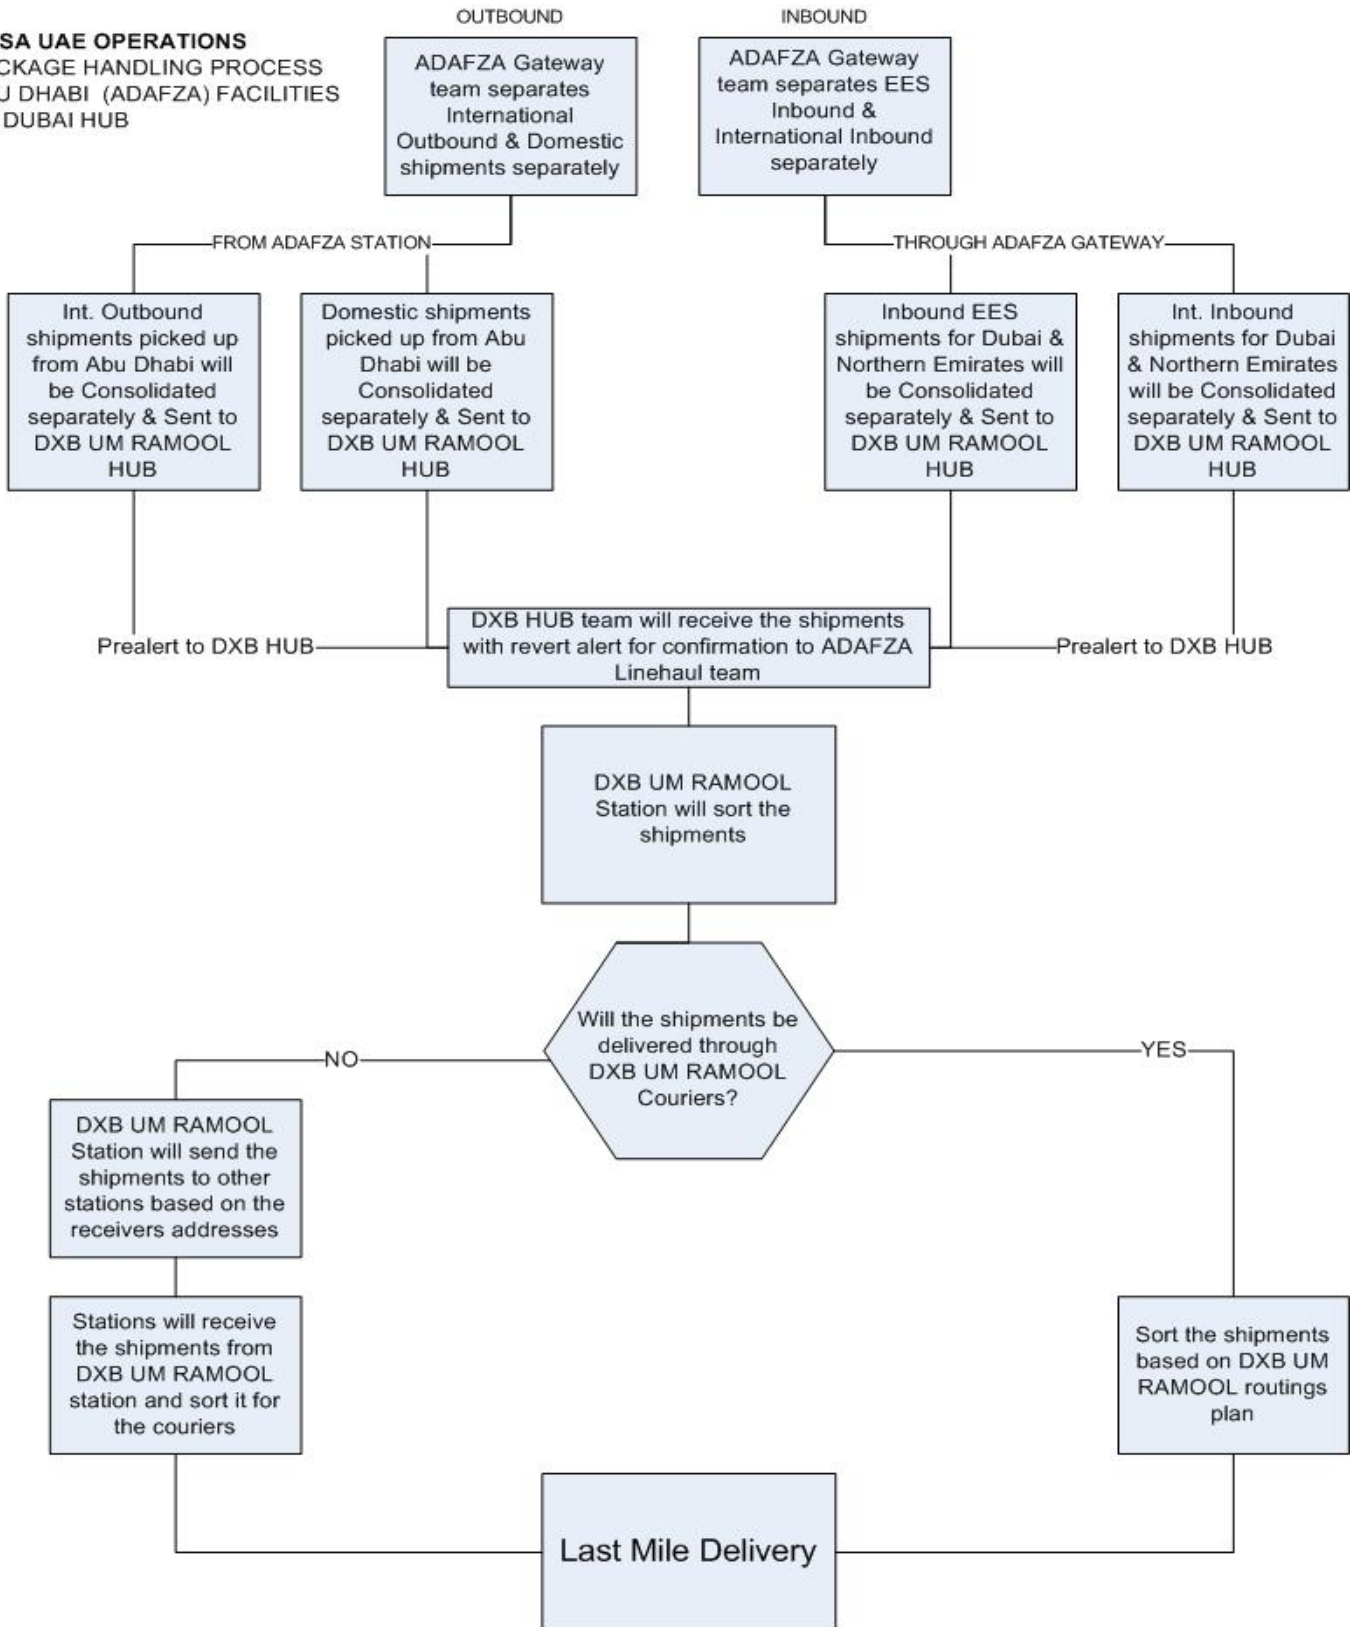 SA UAE OPERATIONS
CKAGE HANDLING PROCESS
U DHABI (ADAFZA) FACILITIES
DUBAI HUB
OUTBOUND
INBOUND
ADAFZA Gateway
team separates
International
Outbound & Domestic
shipments separately
ADAFZA Gateway
team separates EES
Inbound &
International Inbound
separately
FROM ADAFZA STATION
THROUGH ADAFZA GATEWAY
Int. Outbound
shipments picked up
from Abu Dhabi will
be Consolidated
separately & Sent to
DXB UM RAMOOL
HUB
Domestic shipments
picked up from Abu
Dhabi will be
Consolidated
separately & Sent to
DXB UM RAMOOL
HUB
Inbound EES
shipments for Dubai &
Northern Emirates will
be Consolidated
separately & Sent to
DXB UM RAMOOL
HUB
Int. Inbound
shipments for Dubai
& Northern Emirates
will be Consolidated
separately & Sent to
DXB UM RAMOOL
HUB
Prealert to DXB HUB
DXB HUB team will receive the shipments
with revert alert for confirmation to ADAFZA
Linehaul team
Prealert to DXB HUB
DXB UM RAMOOL
Station will sort the
shipments
Will the shipments be
delivered through
DXB UM RAMOOL
Couriers?
NO
YES
DXB UM RAMOOL
Station will send the
shipments to other
stations based on the
receivers addresses
Stations will receive
the shipments from
DXB UM RAMOOL
station and sort it for
the couriers
Sort the shipments
based on DXB UM
RAMOOL routings
plan
Last Mile Delivery